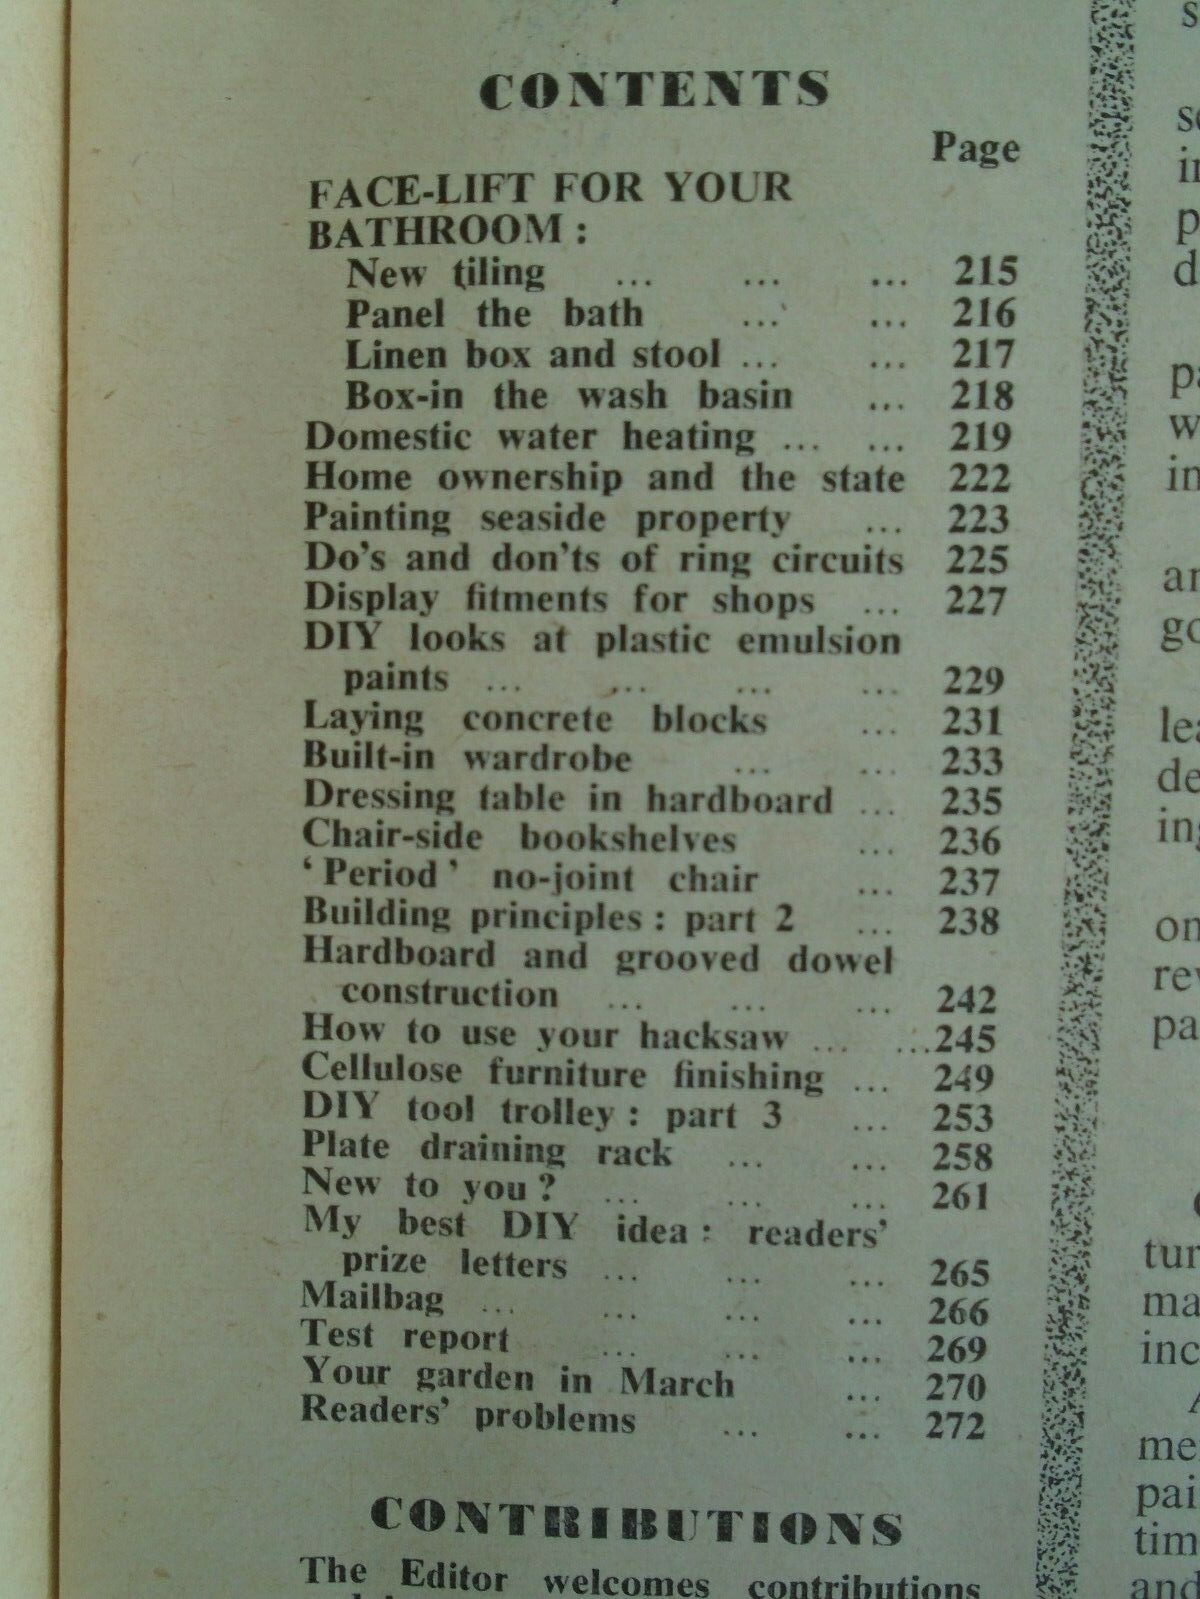 CONTENTS
Page
FACE-LIFT FOR YOUR
BATHROOM :
New tiling ... ... ... 215
Panel the bath ... ... 216
Linen box and stool ... ... 217
Box-in the wash basin ... 218
Domestic water heating ... ... 219
Home ownership and the state 222
Painting seaside property ... 223
Do's and don'ts of ring circuits 225
Display fitments for shops ... 227
DIY looks at plastic emulsion
paints ... ... ... ... 229
Laying concrete blocks ... 231
Built-in wardrobe ... ... 233
Dressing table in hardboard ... 235
Chair-side bookshelves ... 236
‘Period’ no-joint chair ... 237
Building principles : part 2 ... 238
Hardboard and grooved dowel
construction ... ... ... 242
How to use your hacksaw ... ...245
Cellulose furniture finishing ... 249
DIY tool trolley : part 3 ... 253
Plate draining rack ... ... 258
New to you ? ... ... ... 261
My best DIY idea : readers’
prize letters ... ... ... 265
Mailbag ... ... ... ... 266
Test report ... ... ... 269
Your garden in March ... 270
Readers’ problems ... ... 272
CONTRIBUTIONS
The Editor welcomes contributions